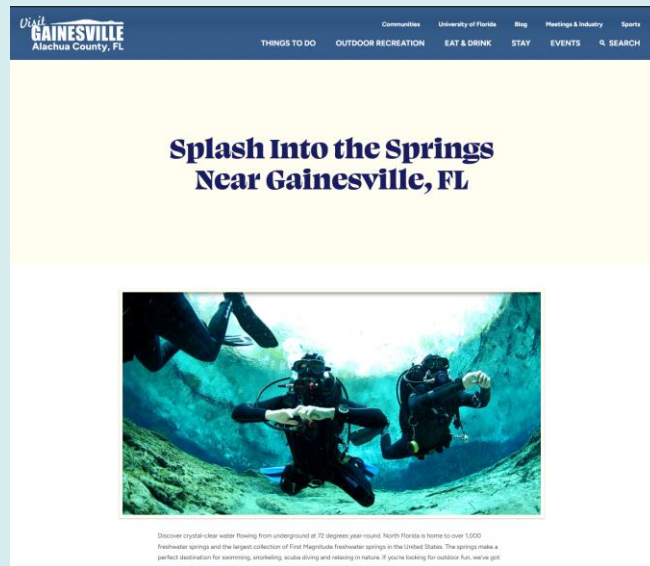 Visit
GAINESVILLE
Alachua County, FL
Communities University of Florida Blog Meetings & Industry Sports
THINGS TO DO OUTDOOR RECREATION EAT & DRINK STAY EVENTS SEARCH
Splash Into the Springs
Near Gainesville, FL
Discover crystal-clear water flowing from underground at 72 degrees year-round. North Florida is home to over 1,000
freshwater springs and the largest collection of First Magnitude freshwater springs in the United States. The springs make a
perfect destination for swimming, snorkeling, scuba diving and relaxing in nature. If you're looking for outdoor fun, we've got